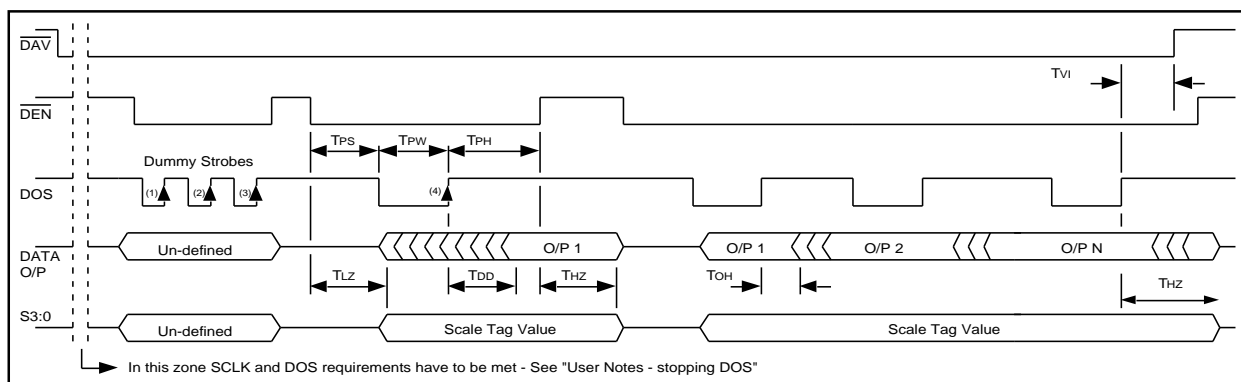 DAV
TVI
DEN
TPS TPW TPH
Dummy Strobes
DOS (1) (2) (3) (4)
DATA O/P
Un-defined O/P 1 O/P 1 O/P 2 O/P N
TLZ TDD THZ TOH THZ
S3:0
Un-defined Scale Tag Value Scale Tag Value
In this zone SCLK and DOS requirements have to be met - See "User Notes - stopping DOS"